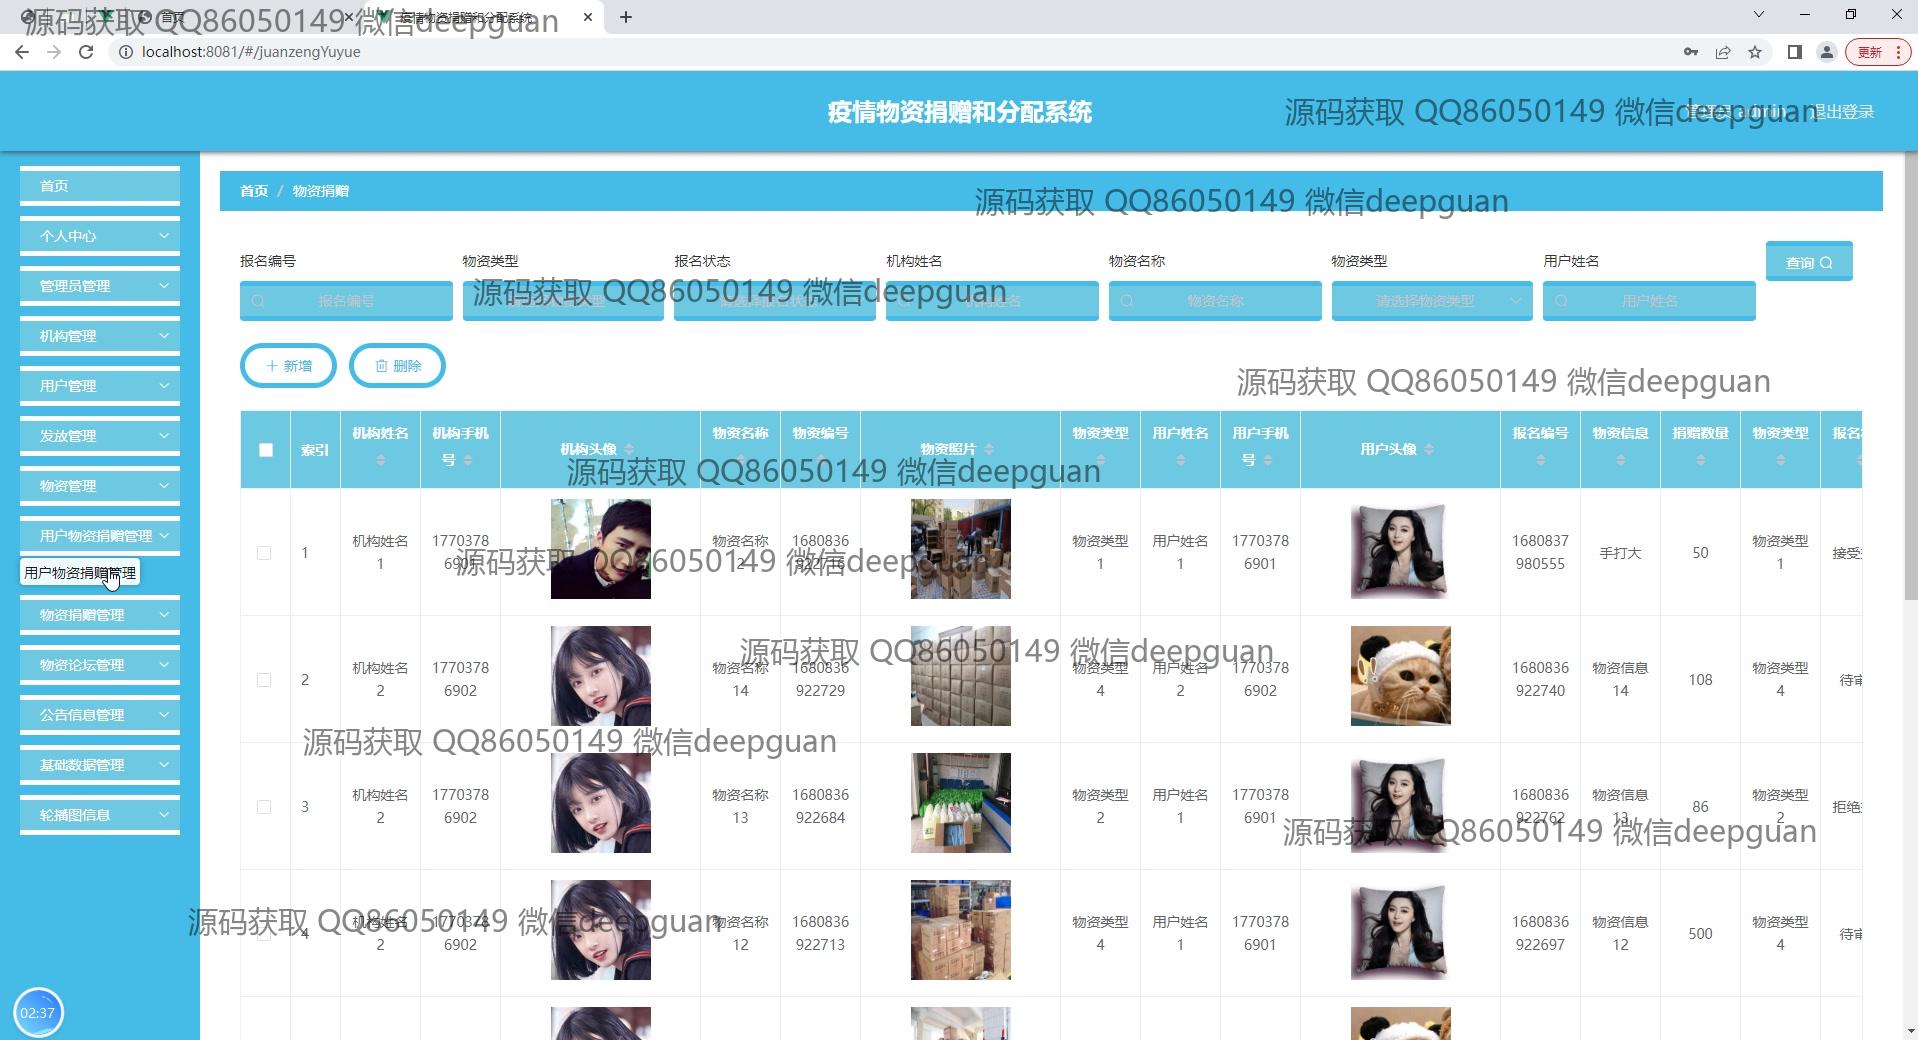 首页
疫情物资捐赠和分配系统
源码获取 QQ86050149 微信deepguan
localhost:8081/#/juanzengYuyue
更新
疫情物资捐赠和分配系统
管理员 admin
退出登录
源码获取 QQ86050149 微信deepguan
首页
个人中心
管理员管理
机构管理
用户管理
发放管理
物资管理
用户物资捐赠管理
用户物资捐赠管理
物资捐赠管理
物资论坛管理
公告信息管理
基础数据管理
轮播图信息
02:37
首页 / 物资捐赠
源码获取 QQ86050149 微信deepguan
报名编号 物资类型 报名状态 机构姓名 物资名称 物资类型 用户姓名
查询
报名编号 机构姓名 物资名称 请选择物资类型 用户姓名
源码获取 QQ86050149 微信deepguan
新增 删除
源码获取 QQ86050149 微信deepguan
索引 机构姓名 机构手机号 机构头像 物资名称 物资编号 物资照片 物资类型 用户姓名 用户手机号 用户头像 报名编号 物资信息 捐赠数量 物资类型
源码获取 QQ86050149 微信deepguan
1 机构姓名1 17703786901 物资名称 物资类型1 用户姓名1 17703786901 1680837980555 手打大 50 物资类型1 接受
源码获取 QQ86050149 微信deepguan
2 机构姓名2 17703786902 物资名称14 1680836922729 物资类型4 用户姓名2 17703786902 1680836922740 物资信息14 108 物资类型4 待审
源码获取 QQ86050149 微信deepguan
源码获取 QQ86050149 微信deepguan
3 机构姓名2 17703786902 物资名称13 1680836922684 物资类型2 用户姓名1 17703786901 1680836922762 物资信息13 86 物资类型2 拒绝
源码获取 QQ86050149 微信deepguan
4 机构姓名2 17703786902 物资名称12 1680836922713 物资类型4 用户姓名1 17703786901 1680836922697 物资信息12 500 物资类型4 待审
源码获取 QQ86050149 微信deepguan